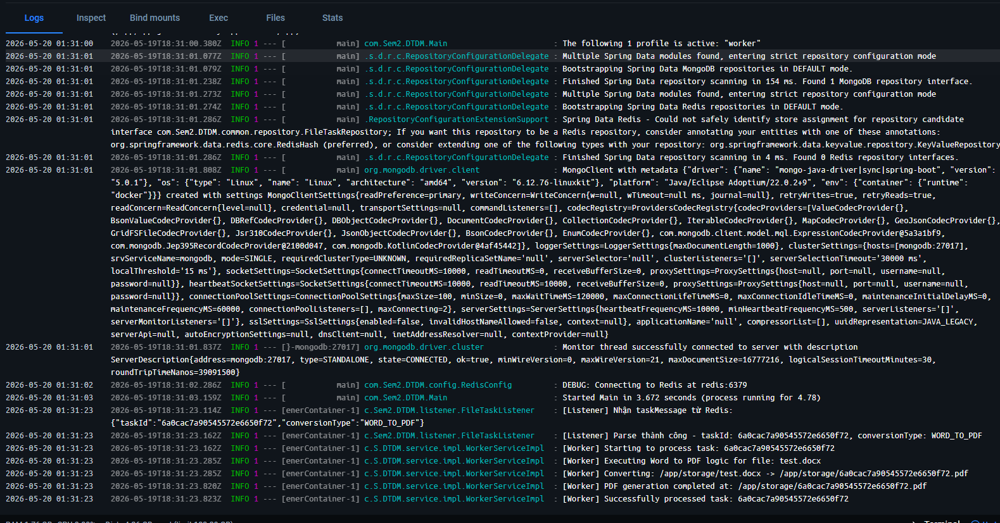 Logs Inspect Bind mounts Exec Files Stats
2026-05-20 01:31:00 2026-05-19T18:31:00.380Z INFO 1 --- [ main] com.Sem2.DTDM.Main : The following 1 profile is active: "worker"
2026-05-20 01:31:01 2026-05-19T18:31:01.077Z INFO 1 --- [ main] .s.d.r.c.RepositoryConfigurationDelegate : Multiple Spring Data modules found, entering strict repository configuration mode
2026-05-20 01:31:01 2026-05-19T18:31:01.079Z INFO 1 --- [ main] .s.d.r.c.RepositoryConfigurationDelegate : Bootstrapping Spring Data MongoDB repositories in DEFAULT mode.
2026-05-20 01:31:01 2026-05-19T18:31:01.238Z INFO 1 --- [ main] .s.d.r.c.RepositoryConfigurationDelegate : Finished Spring Data repository scanning in 154 ms. Found 1 MongoDB repository interface.
2026-05-20 01:31:01 2026-05-19T18:31:01.273Z INFO 1 --- [ main] .s.d.r.c.RepositoryConfigurationDelegate : Multiple Spring Data modules found, entering strict repository configuration mode
2026-05-20 01:31:01 2026-05-19T18:31:01.274Z INFO 1 --- [ main] .s.d.r.c.RepositoryConfigurationDelegate : Bootstrapping Spring Data Redis repositories in DEFAULT mode.
2026-05-20 01:31:01 2026-05-19T18:31:01.286Z INFO 1 --- [ main] .RepositoryConfigurationExtensionSupport : Spring Data Redis - Could not safely identify store assignment for repository candidate
interface com.Sem2.DTDM.common.repository.FileTaskRepository; If you want this repository to be a Redis repository, consider annotating your entities with one of these annotations:
org.springframework.data.redis.core.RedisHash (preferred), or consider extending one of the following types with your repository: org.springframework.data.keyvalue.repository.KeyValueRepository
2026-05-20 01:31:01 2026-05-19T18:31:01.286Z INFO 1 --- [ main] .s.d.r.c.RepositoryConfigurationDelegate : Finished Spring Data repository scanning in 4 ms. Found 0 Redis repository interfaces.
2026-05-20 01:31:01 2026-05-19T18:31:01.808Z INFO 1 --- [ main] org.mongodb.driver.client : MongoClient with metadata {"driver": {"name": "mongo-java-driver|sync|spring-boot", "version":
"5.0.1"}, "os": {"type": "Linux", "name": "Linux", "architecture": "amd64", "version": "6.12.76-linuxkit"}, "platform": "Java/Eclipse Adoptium/22.0.2+9", "env": {"container": {"runtime":
"docker"}}} created with settings MongoClientSettings{readPreference=primary, writeConcern=WriteConcern{w=null, wTimeout=null ms, journal=null}, retryWrites=true, retryReads=true,
readConcern=ReadConcern{level=null}, credential=null, transportSettings=null, commandListeners=[], codecRegistry=ProvidersCodecRegistry{codecProviders=[ValueCodecProvider{},
BsonValueCodecProvider{}, DBRefCodecProvider{}, DBObjectCodecProvider{}, DocumentCodecProvider{}, CollectionCodecProvider{}, IterableCodecProvider{}, MapCodecProvider{}, GeoJsonCodecProvider{},
GridFSFileCodecProvider{}, Jsr310CodecProvider{}, JsonObjectCodecProvider{}, BsonCodecProvider{}, EnumCodecProvider{}, com.mongodb.client.model.mql.ExpressionCodecProvider@5a3a1bf9,
com.mongodb.Jep395RecordCodecProvider@2100d047, com.mongodb.KotlinCodecProvider@4af45442]}, loggerSettings=LoggerSettings{maxDocumentLength=1000}, clusterSettings={hosts=[mongodb:27017],
srvServiceName=mongodb, mode=SINGLE, requiredClusterType=UNKNOWN, requiredReplicaSetName='null', serverSelector='null', clusterListeners='[]', serverSelectionTimeout='30000 ms',
localThreshold='15 ms'}, socketSettings=SocketSettings{connectTimeoutMS=10000, readTimeoutMS=0, receiveBufferSize=0, proxySettings=ProxySettings{host=null, port=null, username=null,
password=null}}, heartbeatSocketSettings=SocketSettings{connectTimeoutMS=10000, readTimeoutMS=10000, receiveBufferSize=0, proxySettings=ProxySettings{host=null, port=null, username=null,
password=null}}, connectionPoolSettings=ConnectionPoolSettings{maxSize=100, minSize=0, maxWaitTimeMS=120000, maxConnectionLifeTimeMS=0, maxConnectionIdleTimeMS=0, maintenanceInitialDelayMS=0,
maintenanceFrequencyMS=60000, connectionPoolListeners=[], maxConnecting=2}, serverSettings=ServerSettings{heartbeatFrequencyMS=10000, minHeartbeatFrequencyMS=500, serverListeners='[]',
serverMonitorListeners='[]'}, sslSettings=SslSettings{enabled=false, invalidHostNameAllowed=false, context=null}, applicationName='null', compressorList=[], uuidRepresentation=JAVA_LEGACY,
serverApi=null, autoEncryptionSettings=null, dnsClient=null, inetAddressResolver=null, contextProvider=null}
2026-05-20 01:31:01 2026-05-19T18:31:01.837Z INFO 1 --- [}-mongodb:27017] org.mongodb.driver.cluster : Monitor thread successfully connected to server with description
ServerDescription{address=mongodb:27017, type=STANDALONE, state=CONNECTED, ok=true, minWireVersion=0, maxWireVersion=21, maxDocumentSize=16777216, logicalSessionTimeoutMinutes=30,
roundTripTimeNanos=39091500}
2026-05-20 01:31:02 2026-05-19T18:31:02.286Z INFO 1 --- [ main] com.Sem2.DTDM.config.RedisConfig : DEBUG: Connecting to Redis at redis:6379
2026-05-20 01:31:03 2026-05-19T18:31:03.159Z INFO 1 --- [ main] com.Sem2.DTDM.Main : Started Main in 3.672 seconds (process running for 4.78)
2026-05-20 01:31:23 2026-05-19T18:31:23.114Z INFO 1 --- [enerContainer-1] c.Sem2.DTDM.listener.FileTaskListener : [Listener] Nhận taskMessage từ Redis:
{"taskId":"6a0cac7a90545572e6650f72","conversionType":"WORD_TO_PDF"}
2026-05-20 01:31:23 2026-05-19T18:31:23.162Z INFO 1 --- [enerContainer-1] c.Sem2.DTDM.listener.FileTaskListener : [Listener] Parse thành công - taskId: 6a0cac7a90545572e6650f72, conversionType: WORD_TO_PDF
2026-05-20 01:31:23 2026-05-19T18:31:23.162Z INFO 1 --- [enerContainer-1] c.S.DTDM.service.impl.WorkerServiceImpl : [Worker] Starting to process task: 6a0cac7a90545572e6650f72
2026-05-20 01:31:23 2026-05-19T18:31:23.285Z INFO 1 --- [enerContainer-1] c.S.DTDM.service.impl.WorkerServiceImpl : [Worker] Executing Word to PDF logic for file: test.docx
2026-05-20 01:31:23 2026-05-19T18:31:23.285Z INFO 1 --- [enerContainer-1] c.S.DTDM.service.impl.WorkerServiceImpl : [Worker] Converting: /app/storage/test.docx -> /app/storage/6a0cac7a90545572e6650f72.pdf
2026-05-20 01:31:23 2026-05-19T18:31:23.820Z INFO 1 --- [enerContainer-1] c.S.DTDM.service.impl.WorkerServiceImpl : [Worker] PDF generation completed at: /app/storage/6a0cac7a90545572e6650f72.pdf
2026-05-20 01:31:23 2026-05-19T18:31:23.823Z INFO 1 --- [enerContainer-1] c.S.DTDM.service.impl.WorkerServiceImpl : [Worker] Successfully processed task: 6a0cac7a90545572e6650f72
Terminal